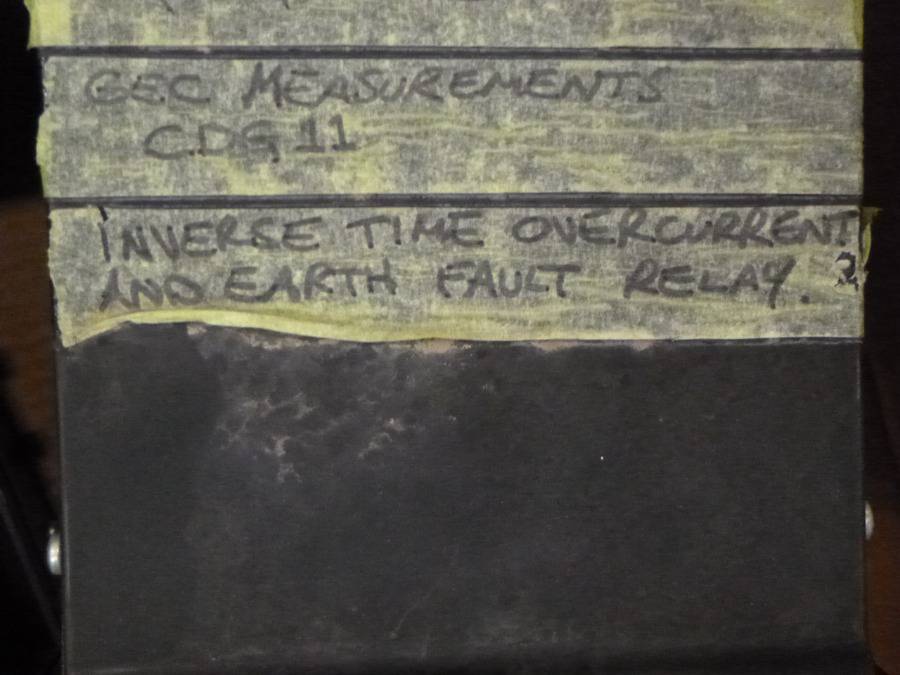 GEC MEASUREMENTS
CDG 11
INVERSE TIME OVERCURRENT
AND EARTH FAULT RELAY.